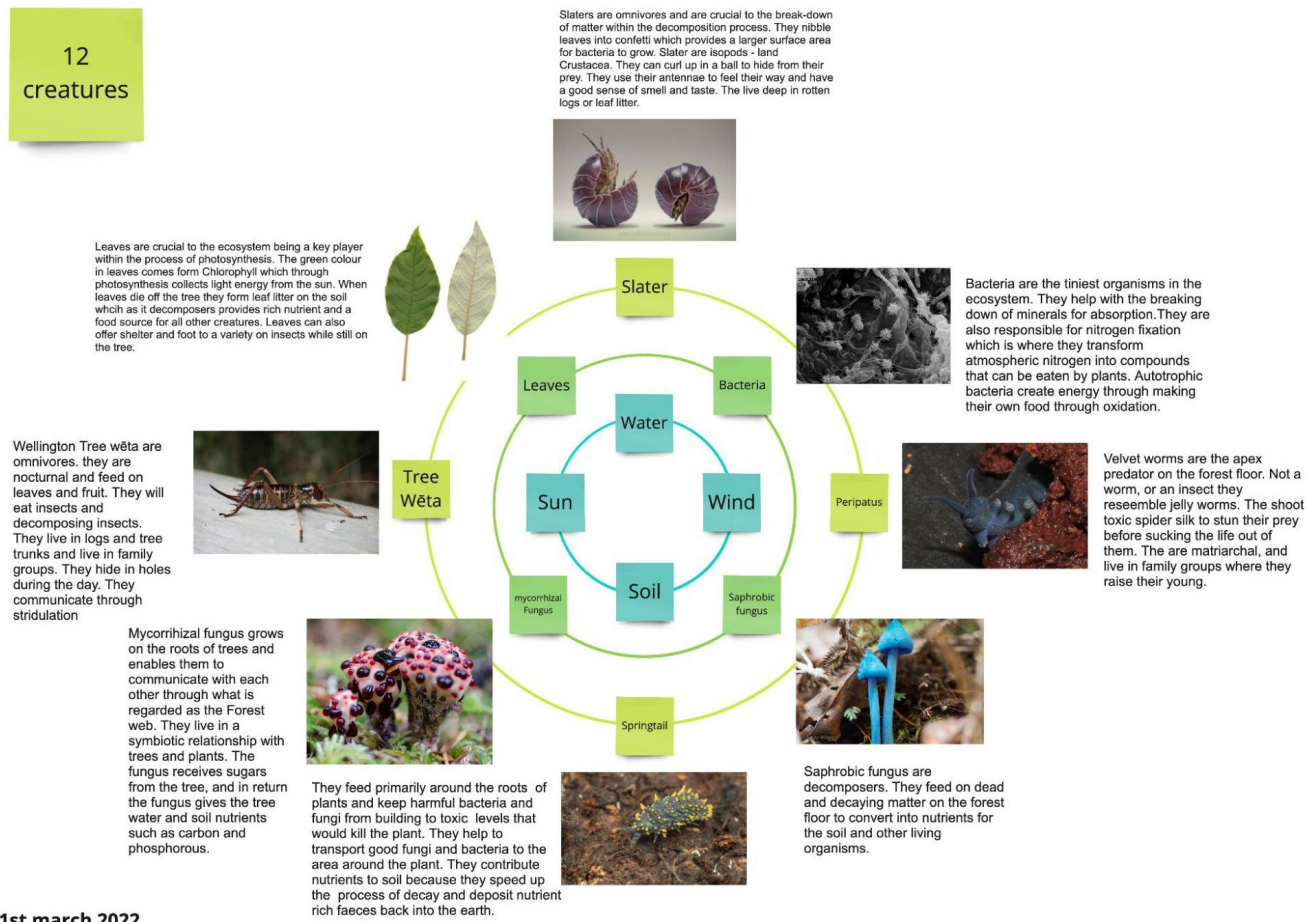 12
creatures
Slaters are omnivores and are crucial to the break-down
of matter within the decomposition process. They nibble
leaves into confetti which provides a larger surface area
for bacteria to grow. Slater are isopods - land
Crustacea. They can curl up in a ball to hide from their
prey. They use their antennae to feel their way and have
a good sense of smell and taste. The live deep in rotten
logs or leaf litter.
Leaves are crucial to the ecosystem being a key player
within the process of photosynthesis. The green colour
in leaves comes form Chlorophyll which through
photosynthesis collects light energy from the sun. When
leaves die off the tree they form leaf litter on the soil
whcih as it decomposers provides rich nutrient and a
food source for all other creatures. Leaves can also
offer shelter and foot to a variety on insects while still on
the tree.
Slater
Bacteria are the tiniest organisms in the
ecosystem. They help with the breaking
down of minerals for absorption.They are
also responsible for nitrogen fixation
which is where they transform
atmospheric nitrogen into compounds
that can be eaten by plants. Autotrophic
bacteria create energy through making
their own food through oxidation.
Leaves
Bacteria
Water
Wellington Tree wēta are
omnivores. they are
nocturnal and feed on
leaves and fruit. They will
eat insects and
decomposing insects.
They live in logs and tree
trunks and live in family
groups. They hide in holes
during the day. They
communicate through
stridulation
Tree
Wēta
Sun
Wind
Peripatus
Velvet worms are the apex
predator on the forest floor. Not a
worm, or an insect they
reseemble jelly worms. The shoot
toxic spider silk to stun their prey
before sucking the life out of
them. The are matriarchal, and
live in family groups where they
raise their young.
mycorrhizal
Fungus
Soil
Saphrobic
fungus
Mycorrihizal fungus grows
on the roots of trees and
enables them to
communicate with each
other through what is
regarded as the Forest
web. They live in a
symbiotic relationship with
trees and plants. The
fungus receives sugars
from the tree, and in return
the fungus gives the tree
water and soil nutrients
such as carbon and
phosphorous.
Springtail
They feed primarily around the roots of
plants and keep harmful bacteria and
fungi from building to toxic levels that
would kill the plant. They help to
transport good fungi and bacteria to the
area around the plant. They contribute
nutrients to soil because they speed up
the process of decay and deposit nutrient
rich faeces back into the earth.
Saphrobic fungus are
decomposers. They feed on dead
and decaying matter on the forest
floor to convert into nutrients for
the soil and other living
organisms.
1st march 2022